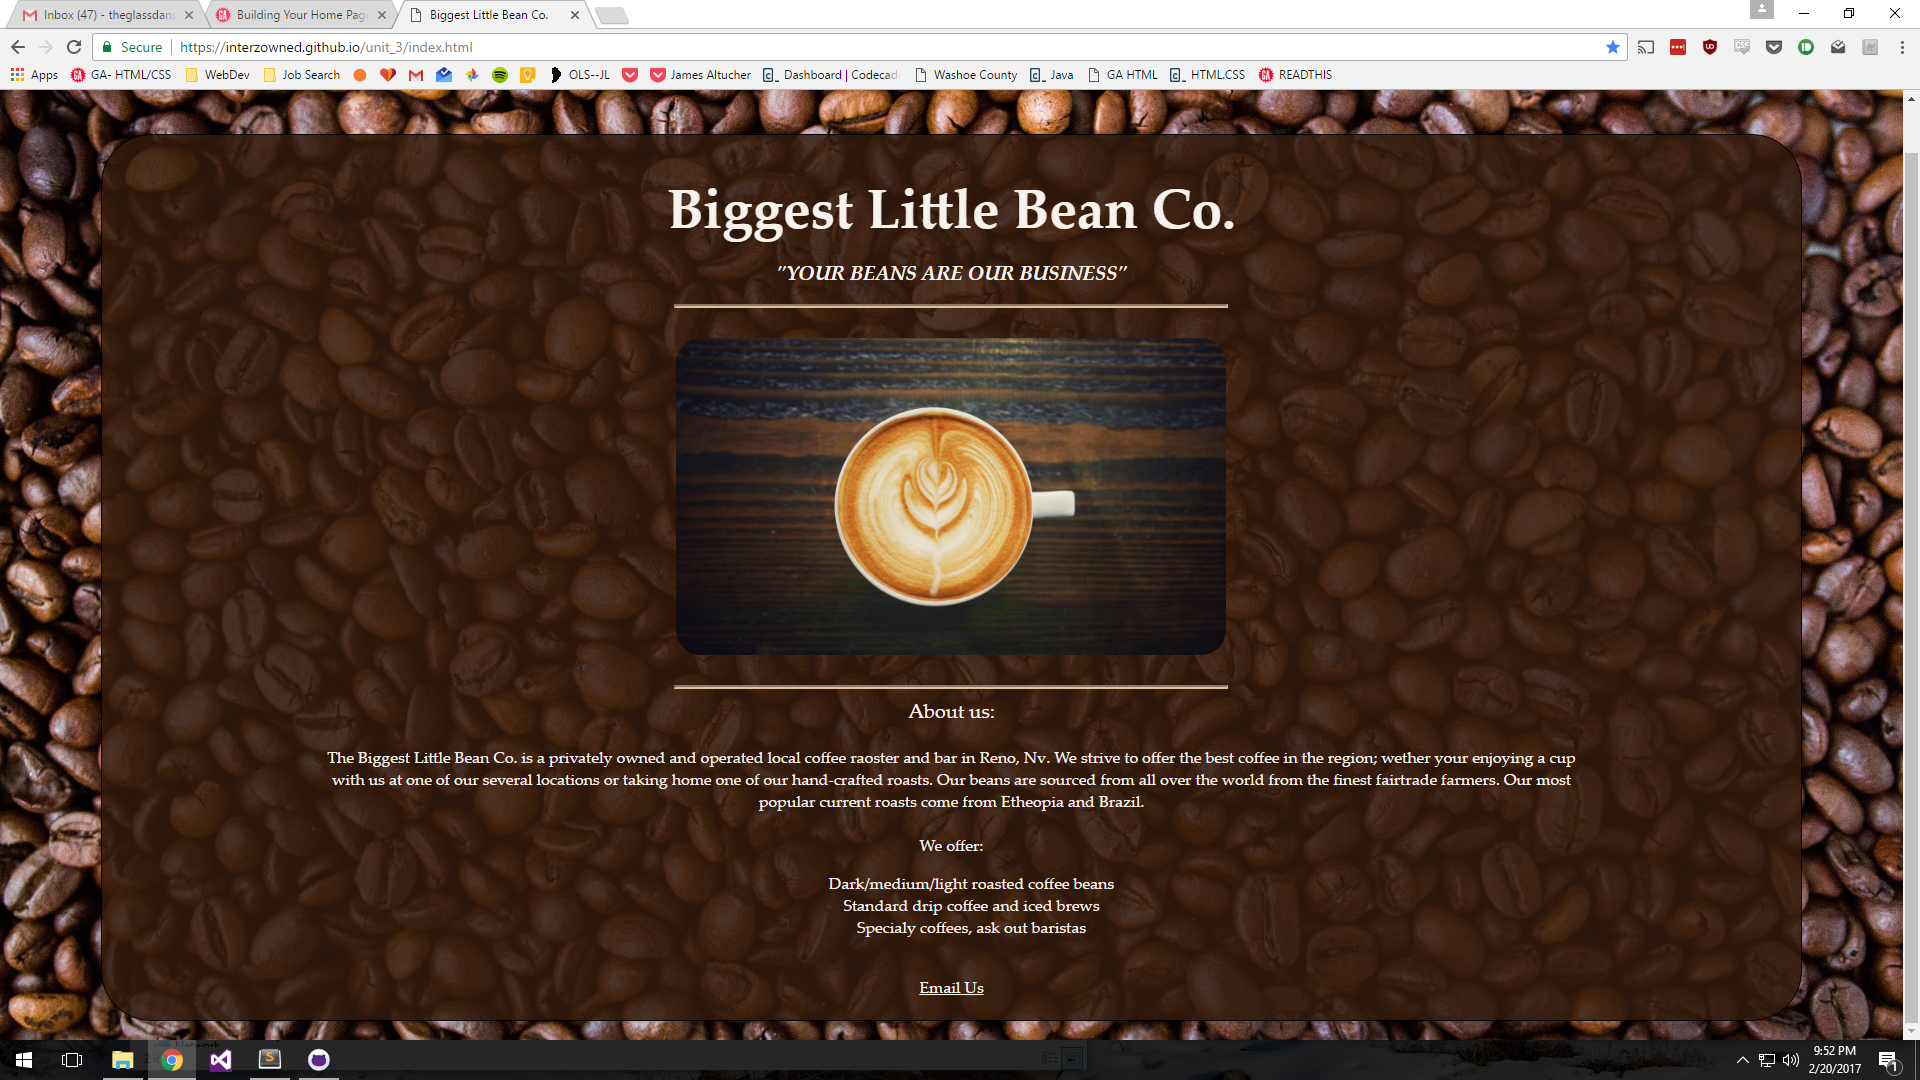 Inbox (47) - theglassdans
Building Your Home Page
Biggest Little Bean Co.
Secure
https://interzowned.github.io/unit_3/index.html
Apps
GA- HTML/CSS
WebDev
Job Search
OLS--JL
James Altucher
Dashboard | Codecad
Washoe County
Java
GA HTML
HTML.CSS
READTHIS
Biggest Little Bean Co.
"YOUR BEANS ARE OUR BUSINESS"
About us:
The Biggest Little Bean Co. is a privately owned and operated local coffee raoster and bar in Reno, Nv. We strive to offer the best coffee in the region; wether your enjoying a cup
with us at one of our several locations or taking home one of our hand-crafted roasts. Our beans are sourced from all over the world from the finest fairtrade farmers. Our most
popular current roasts come from Etheopia and Brazil.
We offer:
Dark/medium/light roasted coffee beans
Standard drip coffee and iced brews
Specialy coffees, ask out baristas
Email Us
9:52 PM
2/20/2017
1